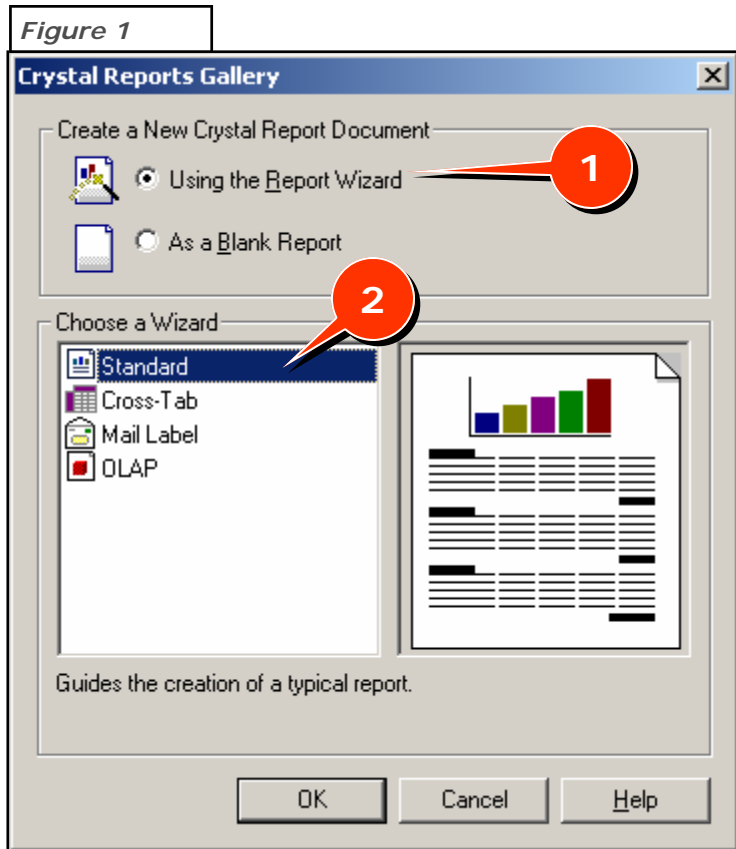 Figure 1
Crystal Reports Gallery
Create a New Crystal Report Document
Using the Report Wizard
1
As a Blank Report
2
Choose a Wizard
Standard
Cross-Tab
Mail Label
OLAP
Guides the creation of a typical report.
OK
Cancel
Help